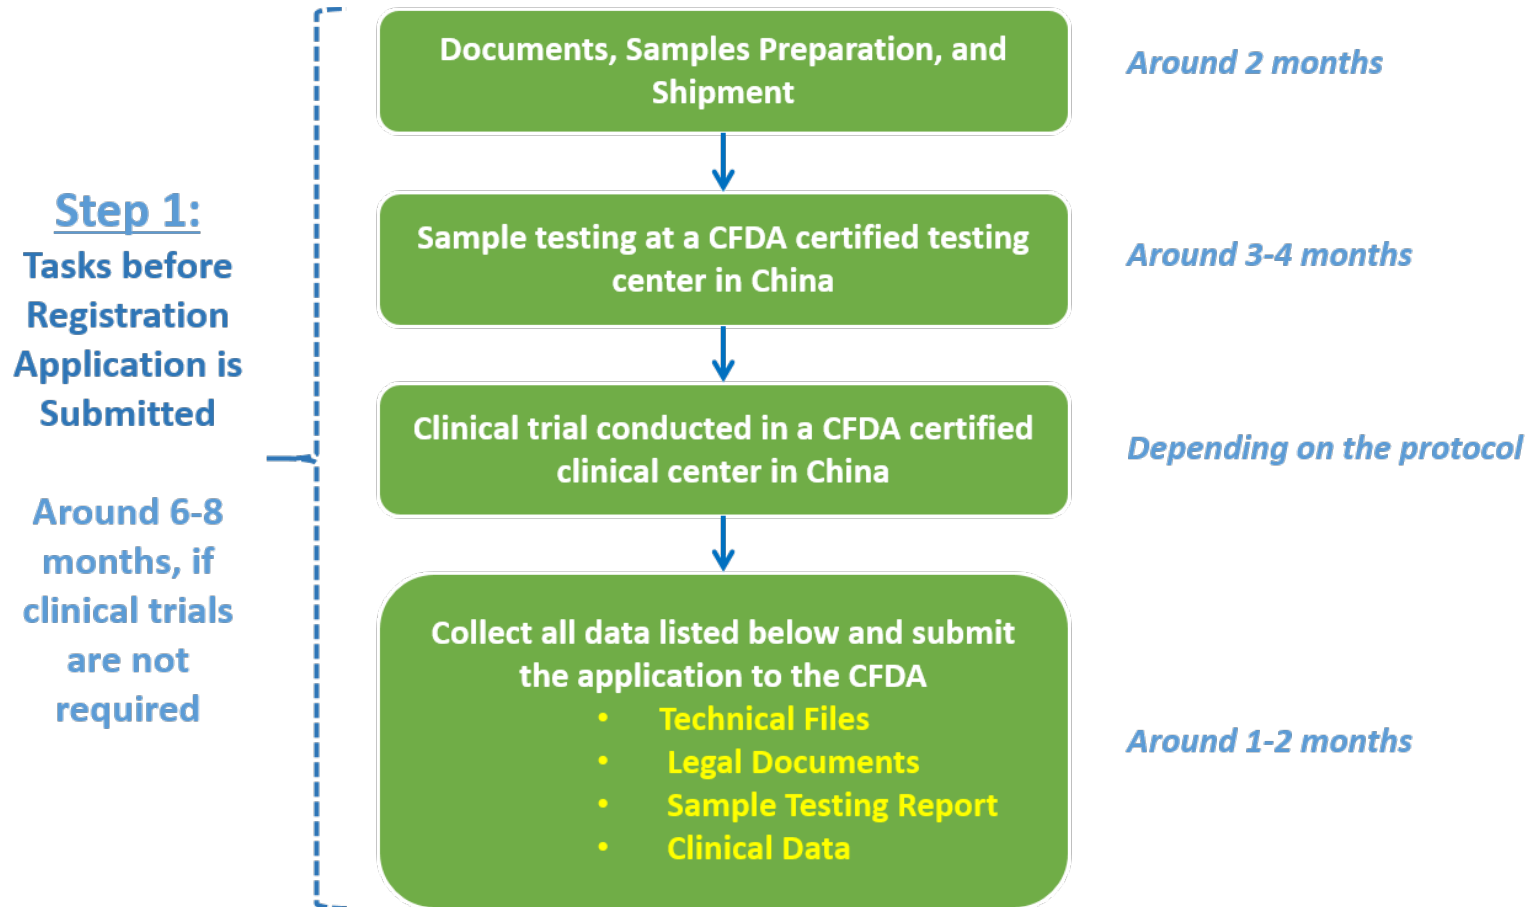 Step 1:
Tasks before
Registration
Application is
Submitted
Around 6-8
months, if
clinical trials
are not
required
Documents, Samples Preparation, and
Shipment
Around 2 months
Sample testing at a CFDA certified testing
center in China
Around 3-4 months
Clinical trial conducted in a CFDA certified
clinical center in China
Depending on the protocol
Collect all data listed below and submit
the application to the CFDA
• Technical Files
• Legal Documents
• Sample Testing Report
• Clinical Data
Around 1-2 months